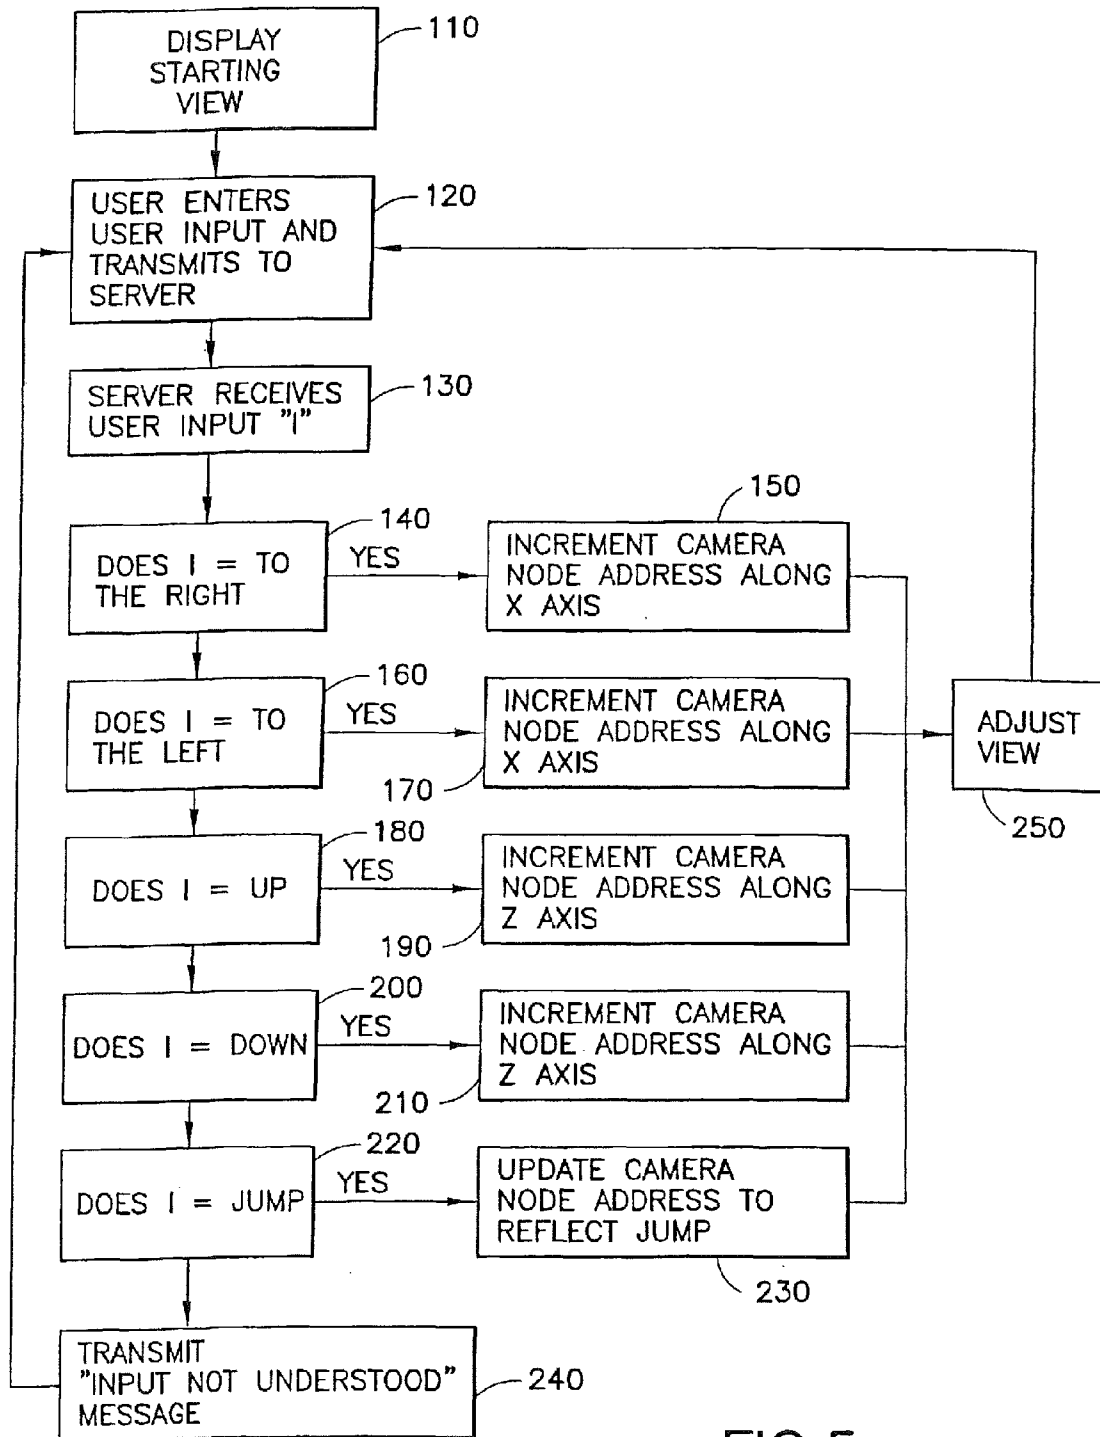 DISPLAY
STARTING
VIEW
110
USER ENTERS
USER INPUT AND
TRANSMITS TO
SERVER
120
SERVER RECEIVES
USER INPUT "I"
130
DOES I = TO
THE RIGHT
140
YES
INCREMENT CAMERA
NODE ADDRESS ALONG
X AXIS
150
DOES I = TO
THE LEFT
160
YES
INCREMENT CAMERA
NODE ADDRESS ALONG
X AXIS
170
ADJUST
VIEW
250
DOES I = UP
180
YES
INCREMENT CAMERA
NODE ADDRESS ALONG
Z AXIS
190
DOES I = DOWN
200
YES
INCREMENT CAMERA
NODE ADDRESS ALONG
Z AXIS
210
DOES I = JUMP
220
YES
UPDATE CAMERA
NODE ADDRESS TO
REFLECT JUMP
230
TRANSMIT
"INPUT NOT UNDERSTOOD"
MESSAGE
240